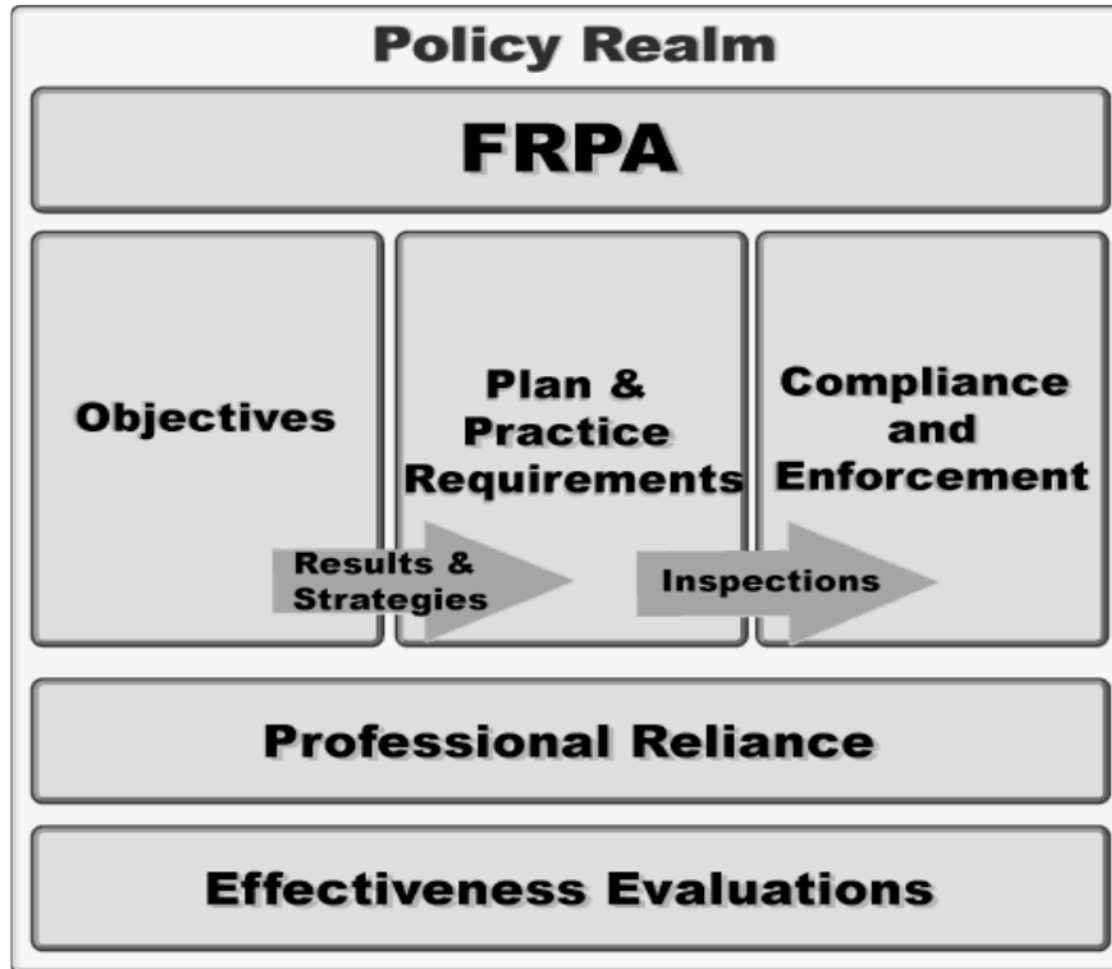 Policy Realm
FRPA
Objectives
Plan &
Practice
Requirements
Compliance
and
Enforcement
Results &
Strategies
Inspections
Professional Reliance
Effectiveness Evaluations